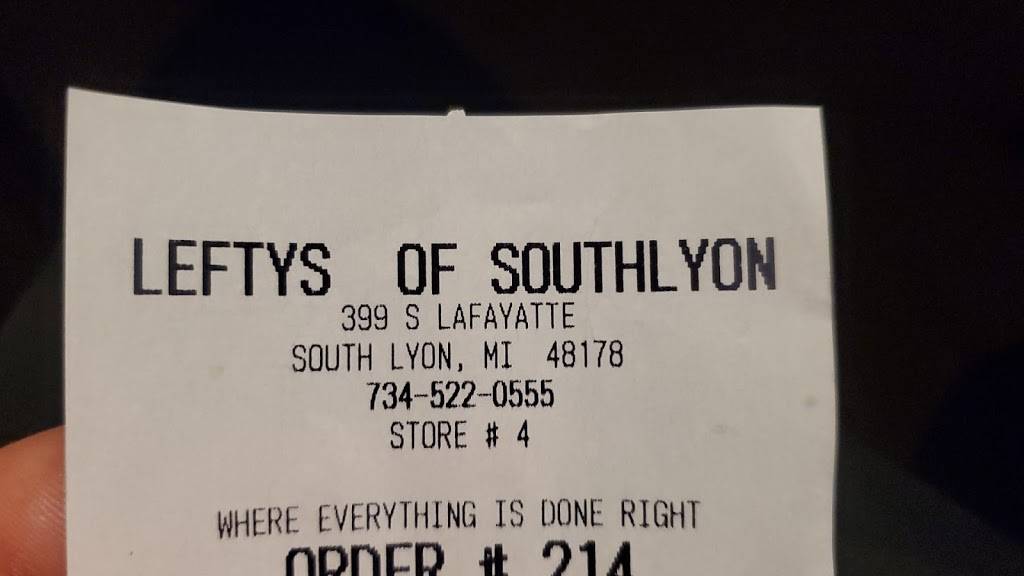 LEFTYS OF SOUTHLYON
399 S LAFAYATTE
SOUTH LYON, MI 48178
734-522-0555
STORE # 4
WHERE EVERYTHING IS DONE RIGHT
ORDER # 214